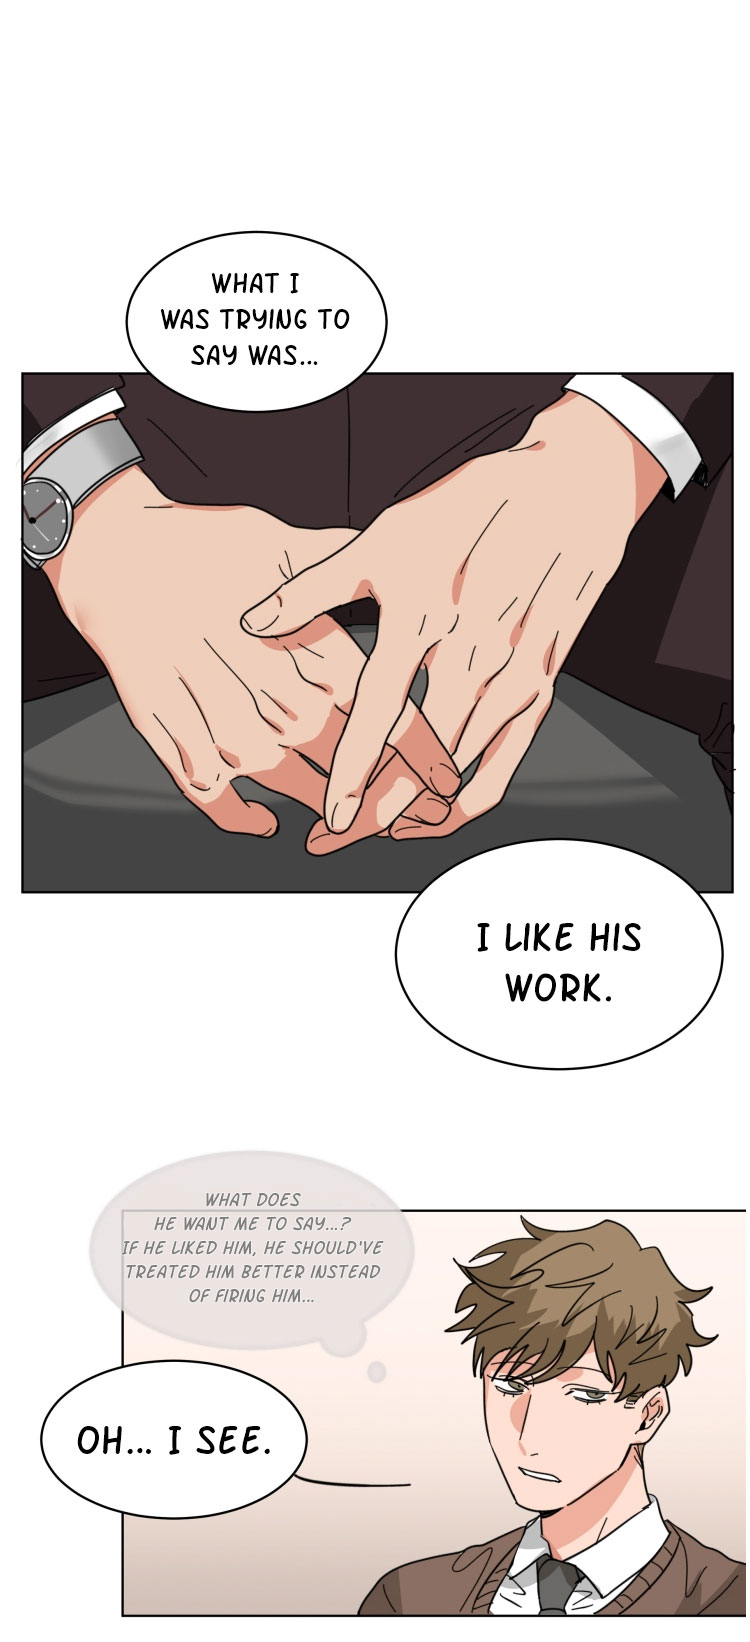 WHAT I
WAS TRYING TO
SAY WAS...
I LIKE HIS
WORK.
WHAT DOES
HE WANT ME TO SAY...?
IF HE LIKED HIM, HE SHOULD'VE
TREATED HIM BETTER INSTEAD
OF FIRING HIM...
OH... I SEE.